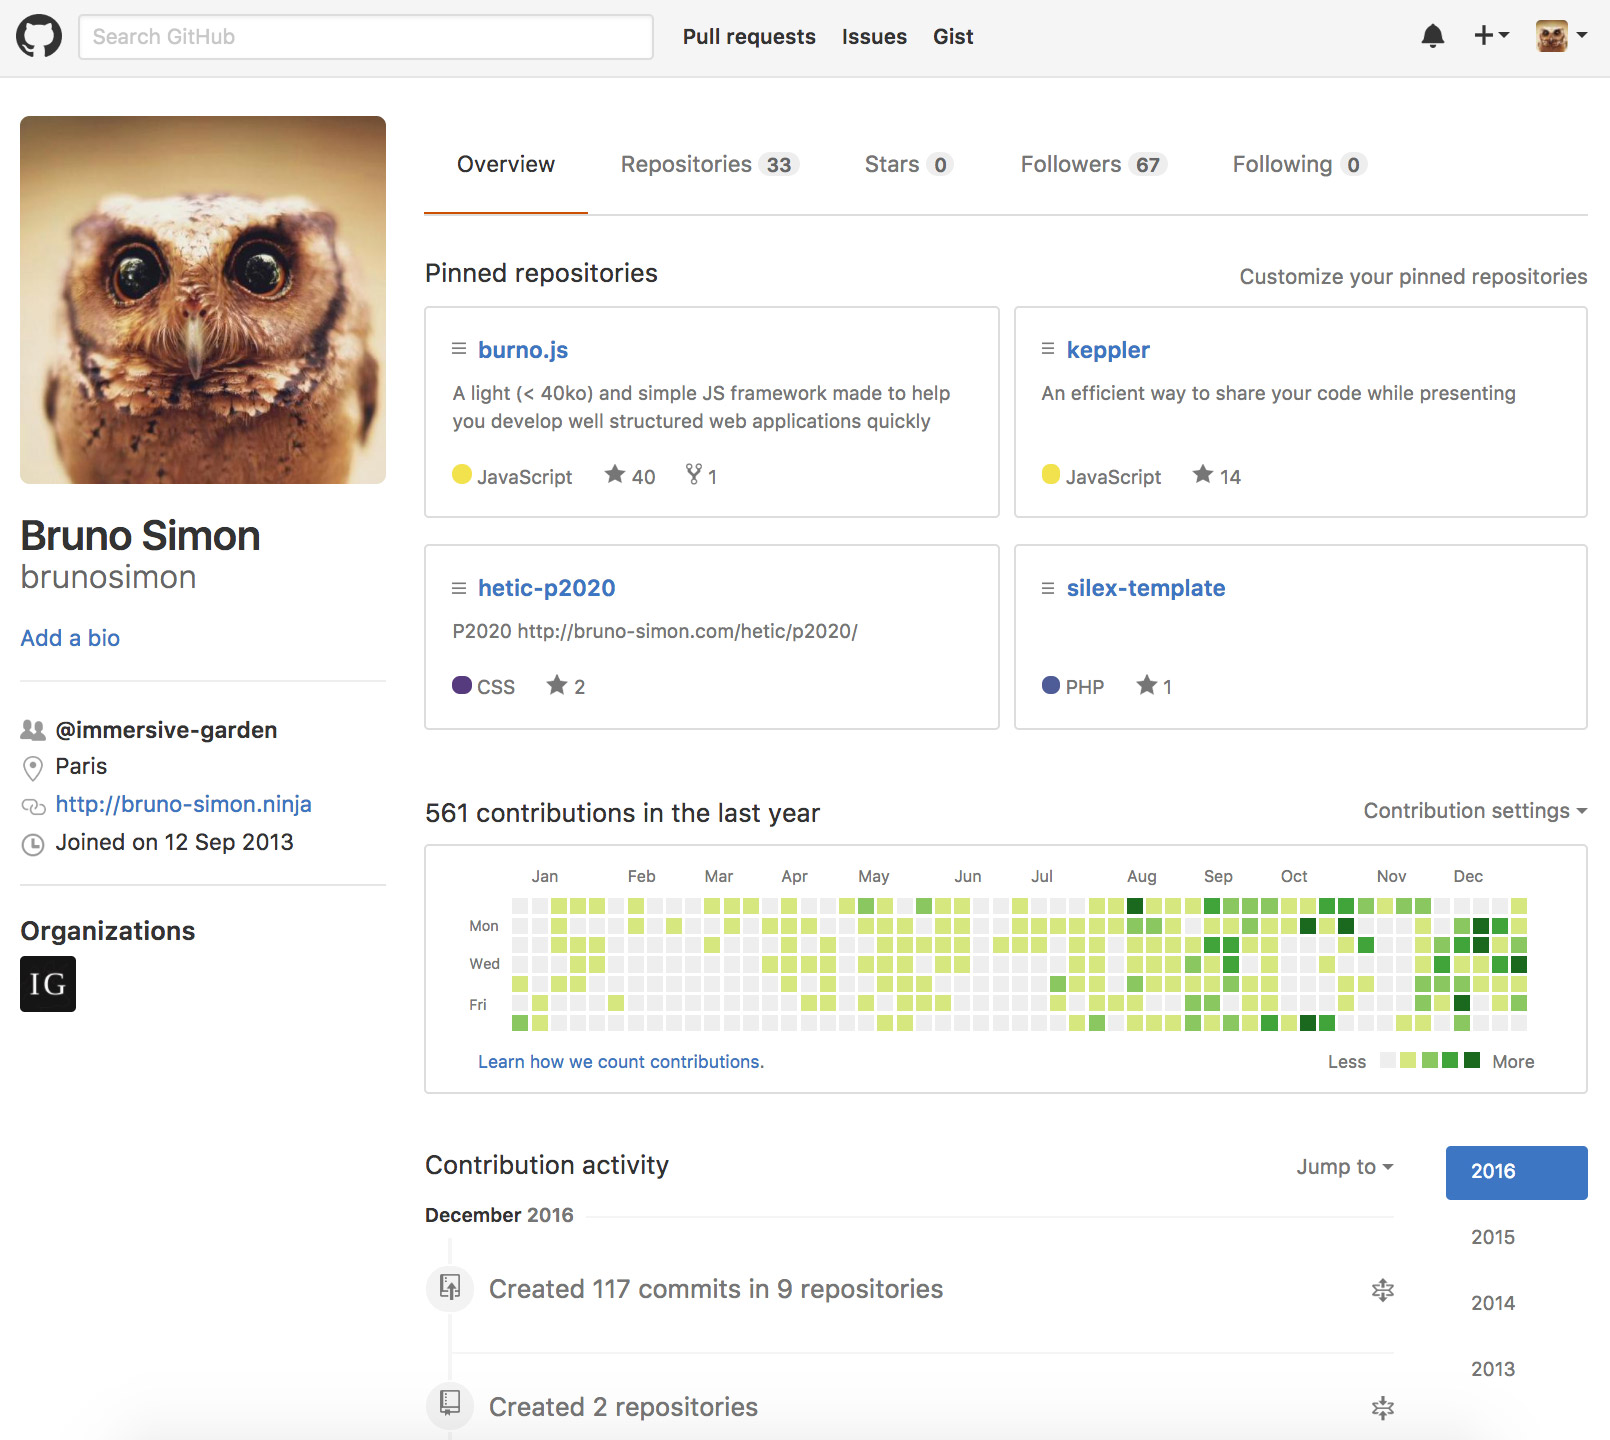 Search GitHub
Pull requests
Issues
Gist
Bruno Simon
brunosimon
Add a bio
@immersive-garden
Paris
http://bruno-simon.ninja
Joined on 12 Sep 2013
Organizations
IG
Overview
Repositories 33
Stars 0
Followers 67
Following 0
Pinned repositories
Customize your pinned repositories
burno.js
A light (< 40ko) and simple JS framework made to help
you develop well structured web applications quickly
JavaScript 40 1
keppler
An efficient way to share your code while presenting
JavaScript 14
hetic-p2020
P2020 http://bruno-simon.com/hetic/p2020/
CSS 2
silex-template
PHP 1
561 contributions in the last year
Contribution settings
Jan Feb Mar Apr May Jun Jul Aug Sep Oct Nov Dec
Mon
Wed
Fri
Learn how we count contributions.
Less More
Contribution activity
Jump to
December 2016
Created 117 commits in 9 repositories
Created 2 repositories
2016
2015
2014
2013